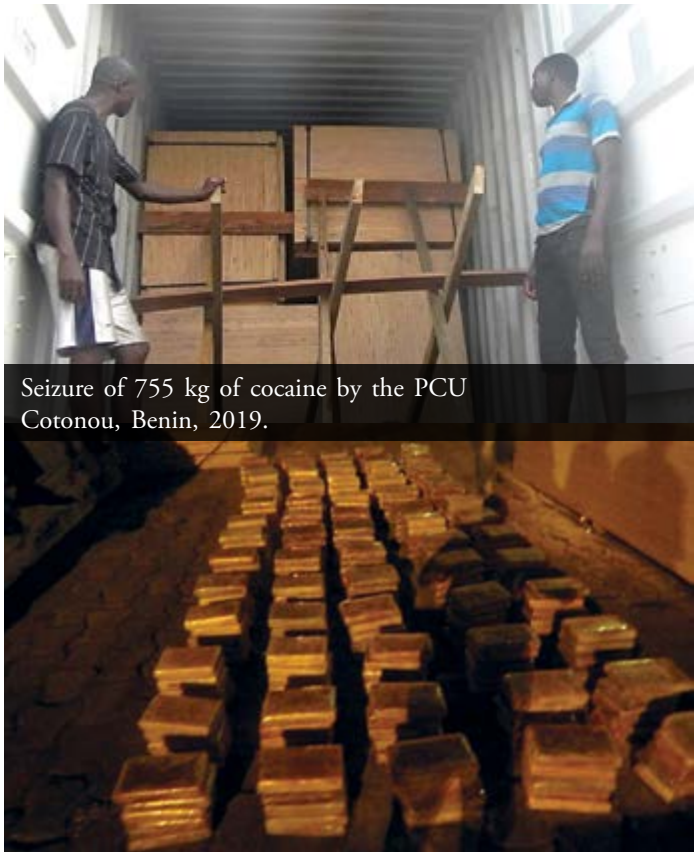 Seizure of 755 kg of cocaine by the PCU
Cotonou, Benin, 2019.